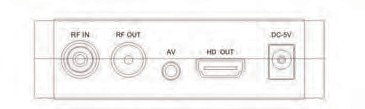 RF IN RF OUT AV HD OUT DC-5V